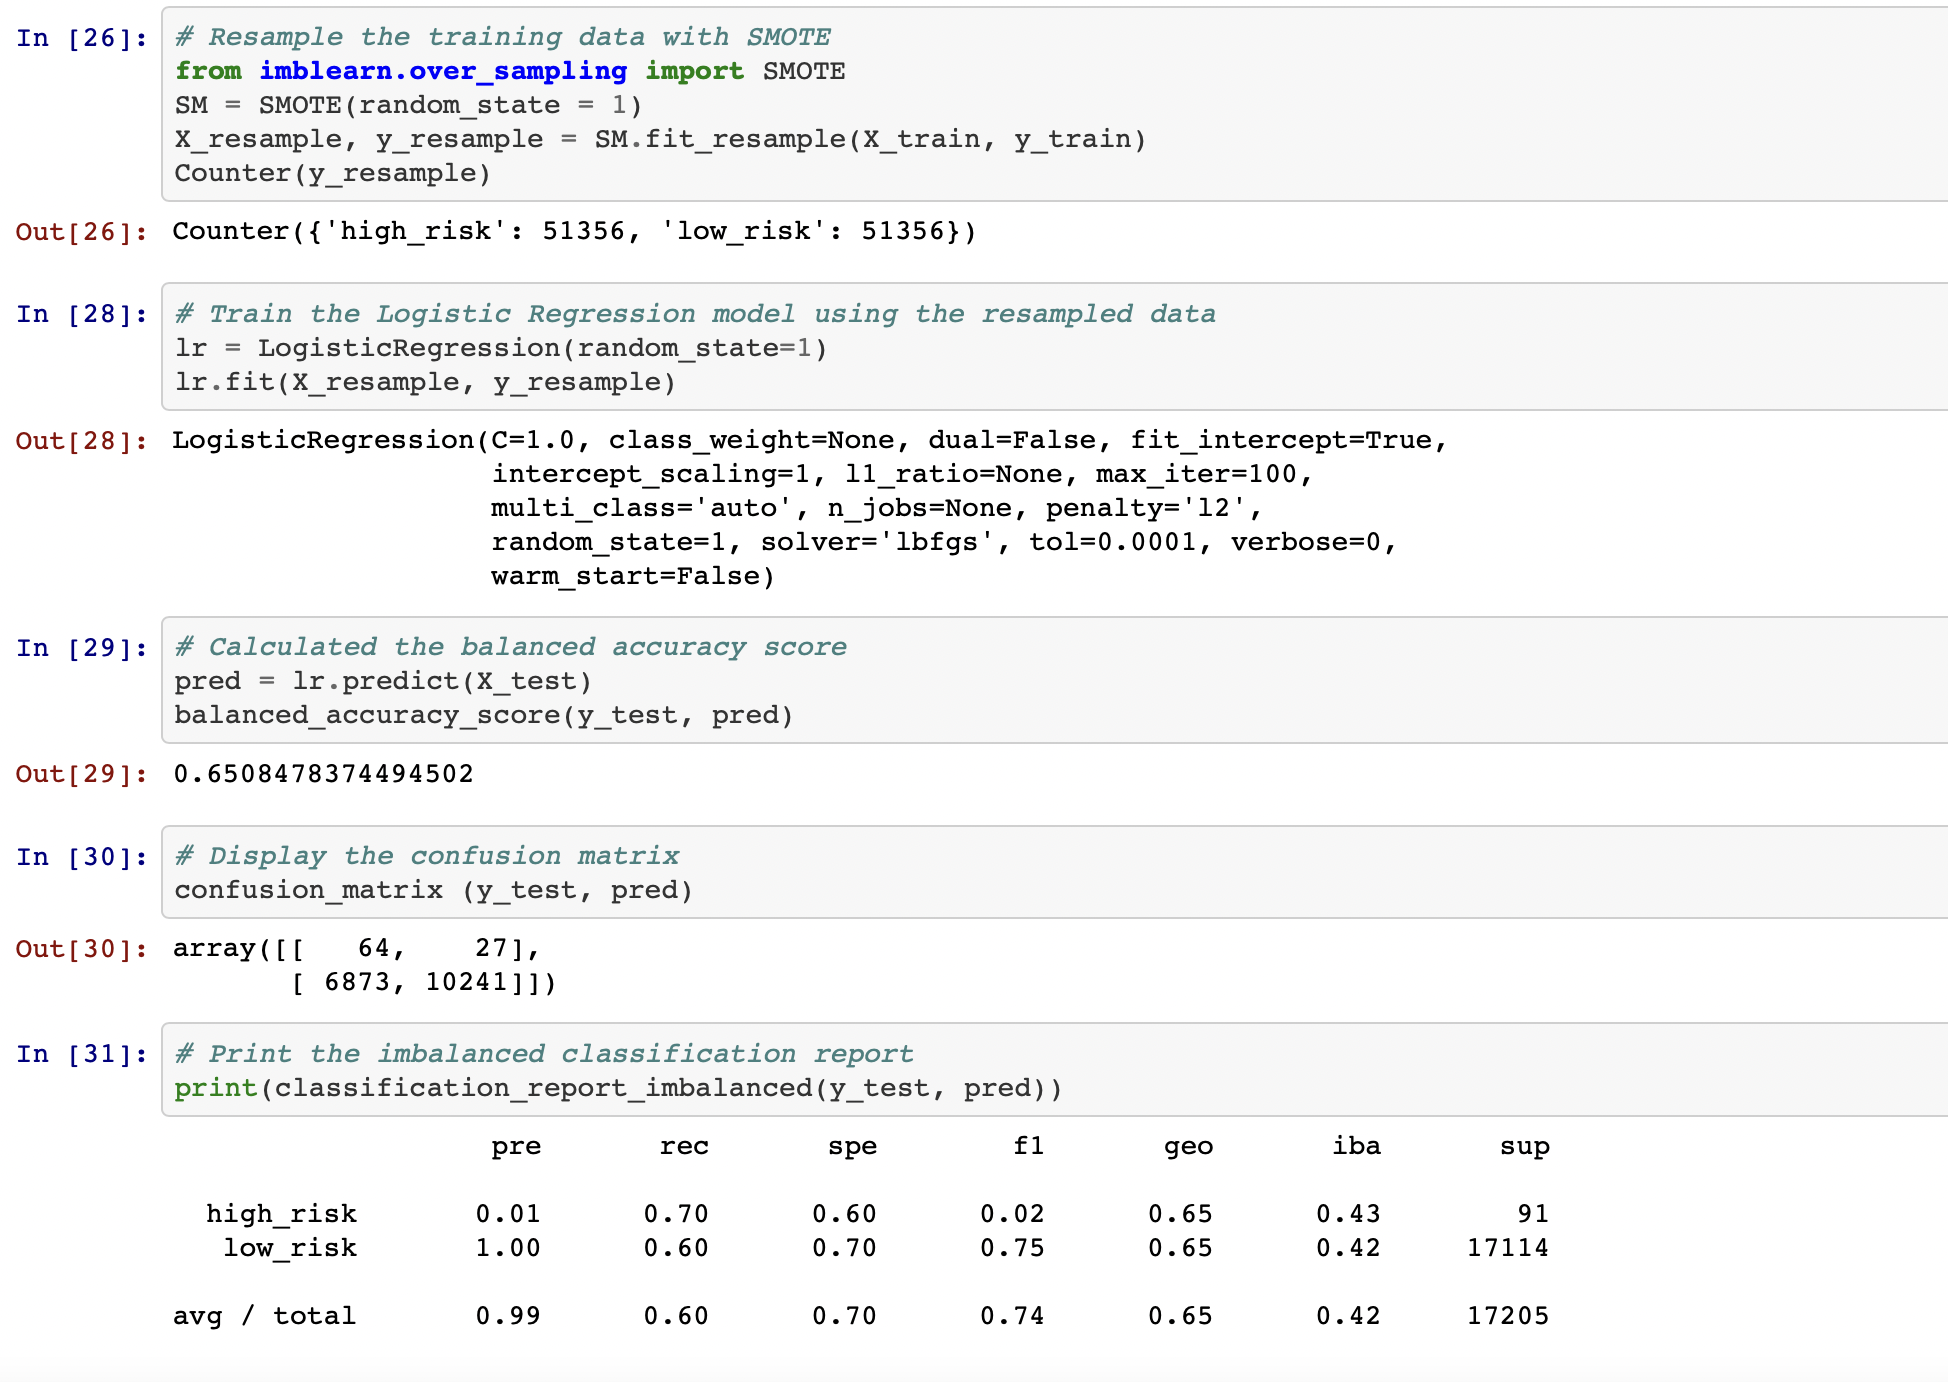 In [26]: # Resample the training data with SMOTE
from imblearn.over_sampling import SMOTE
SM = SMOTE(random_state = 1)
X_resample, y_resample = SM.fit_resample(X_train, y_train)
Counter(y_resample)
Out[26]: Counter({'high_risk': 51356, 'low_risk': 51356})
In [28]: # Train the Logistic Regression model using the resampled data
lr = LogisticRegression(random_state=1)
lr.fit(X_resample, y_resample)
Out[28]: LogisticRegression(C=1.0, class_weight=None, dual=False, fit_intercept=True,
intercept_scaling=1, l1_ratio=None, max_iter=100,
multi_class='auto', n_jobs=None, penalty='l2',
random_state=1, solver='lbfgs', tol=0.0001, verbose=0,
warm_start=False)
In [29]: # Calculated the balanced accuracy score
pred = lr.predict(X_test)
balanced_accuracy_score(y_test, pred)
Out[29]: 0.6508478374494502
In [30]: # Display the confusion matrix
confusion_matrix (y_test, pred)
Out[30]: array([[   64,    27],
[ 6873, 10241]])
In [31]: # Print the imbalanced classification report
print(classification_report_imbalanced(y_test, pred))
pre rec spe f1 geo iba sup
high_risk 0.01 0.70 0.60 0.02 0.65 0.43 91
low_risk 1.00 0.60 0.70 0.75 0.65 0.42 17114
avg / total 0.99 0.60 0.70 0.74 0.65 0.42 17205